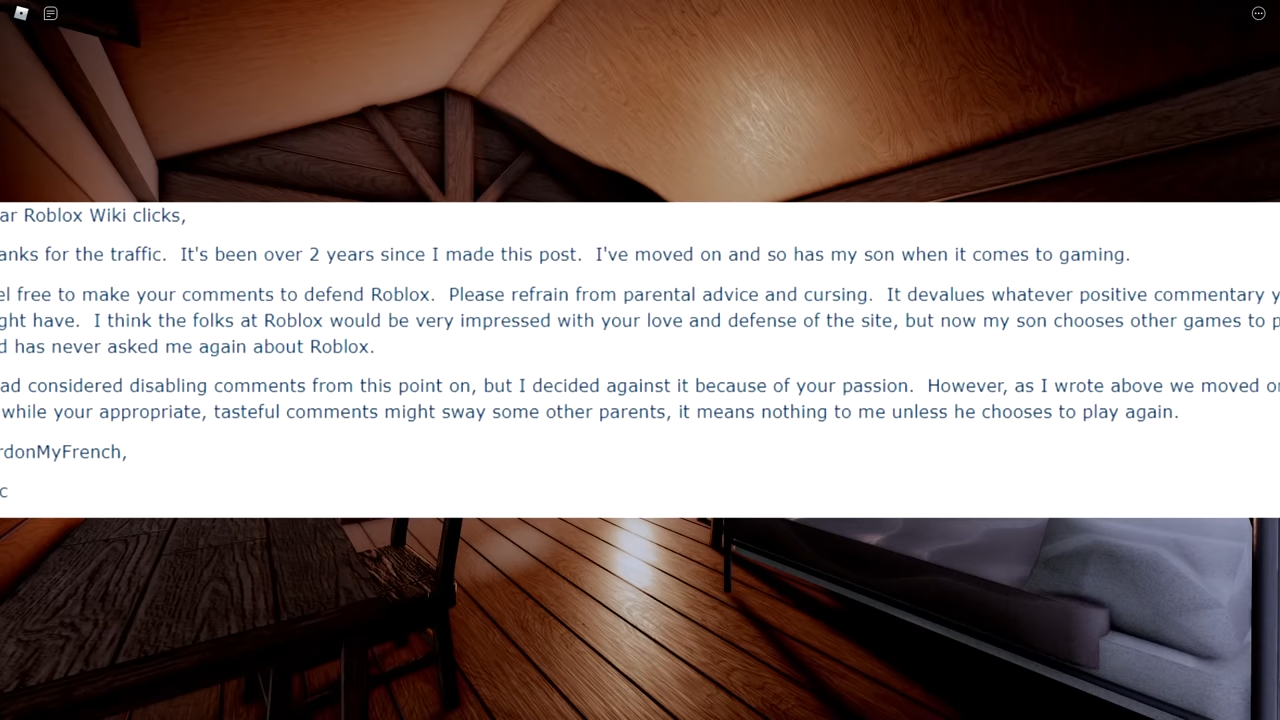 ar Roblox Wiki clicks,
anks for the traffic.  It's been over 2 years since I made this post.  I've moved on and so has my son when it comes to gaming.
el free to make your comments to defend Roblox.  Please refrain from parental advice and cursing.  It devalues whatever positive commentary y
ght have.  I think the folks at Roblox would be very impressed with your love and defense of the site, but now my son chooses other games to p
d has never asked me again about Roblox.
ad considered disabling comments from this point on, but I decided against it because of your passion.  However, as I wrote above we moved on
while your appropriate, tasteful comments might sway some other parents, it means nothing to me unless he chooses to play again.
rdonMyFrench,
c